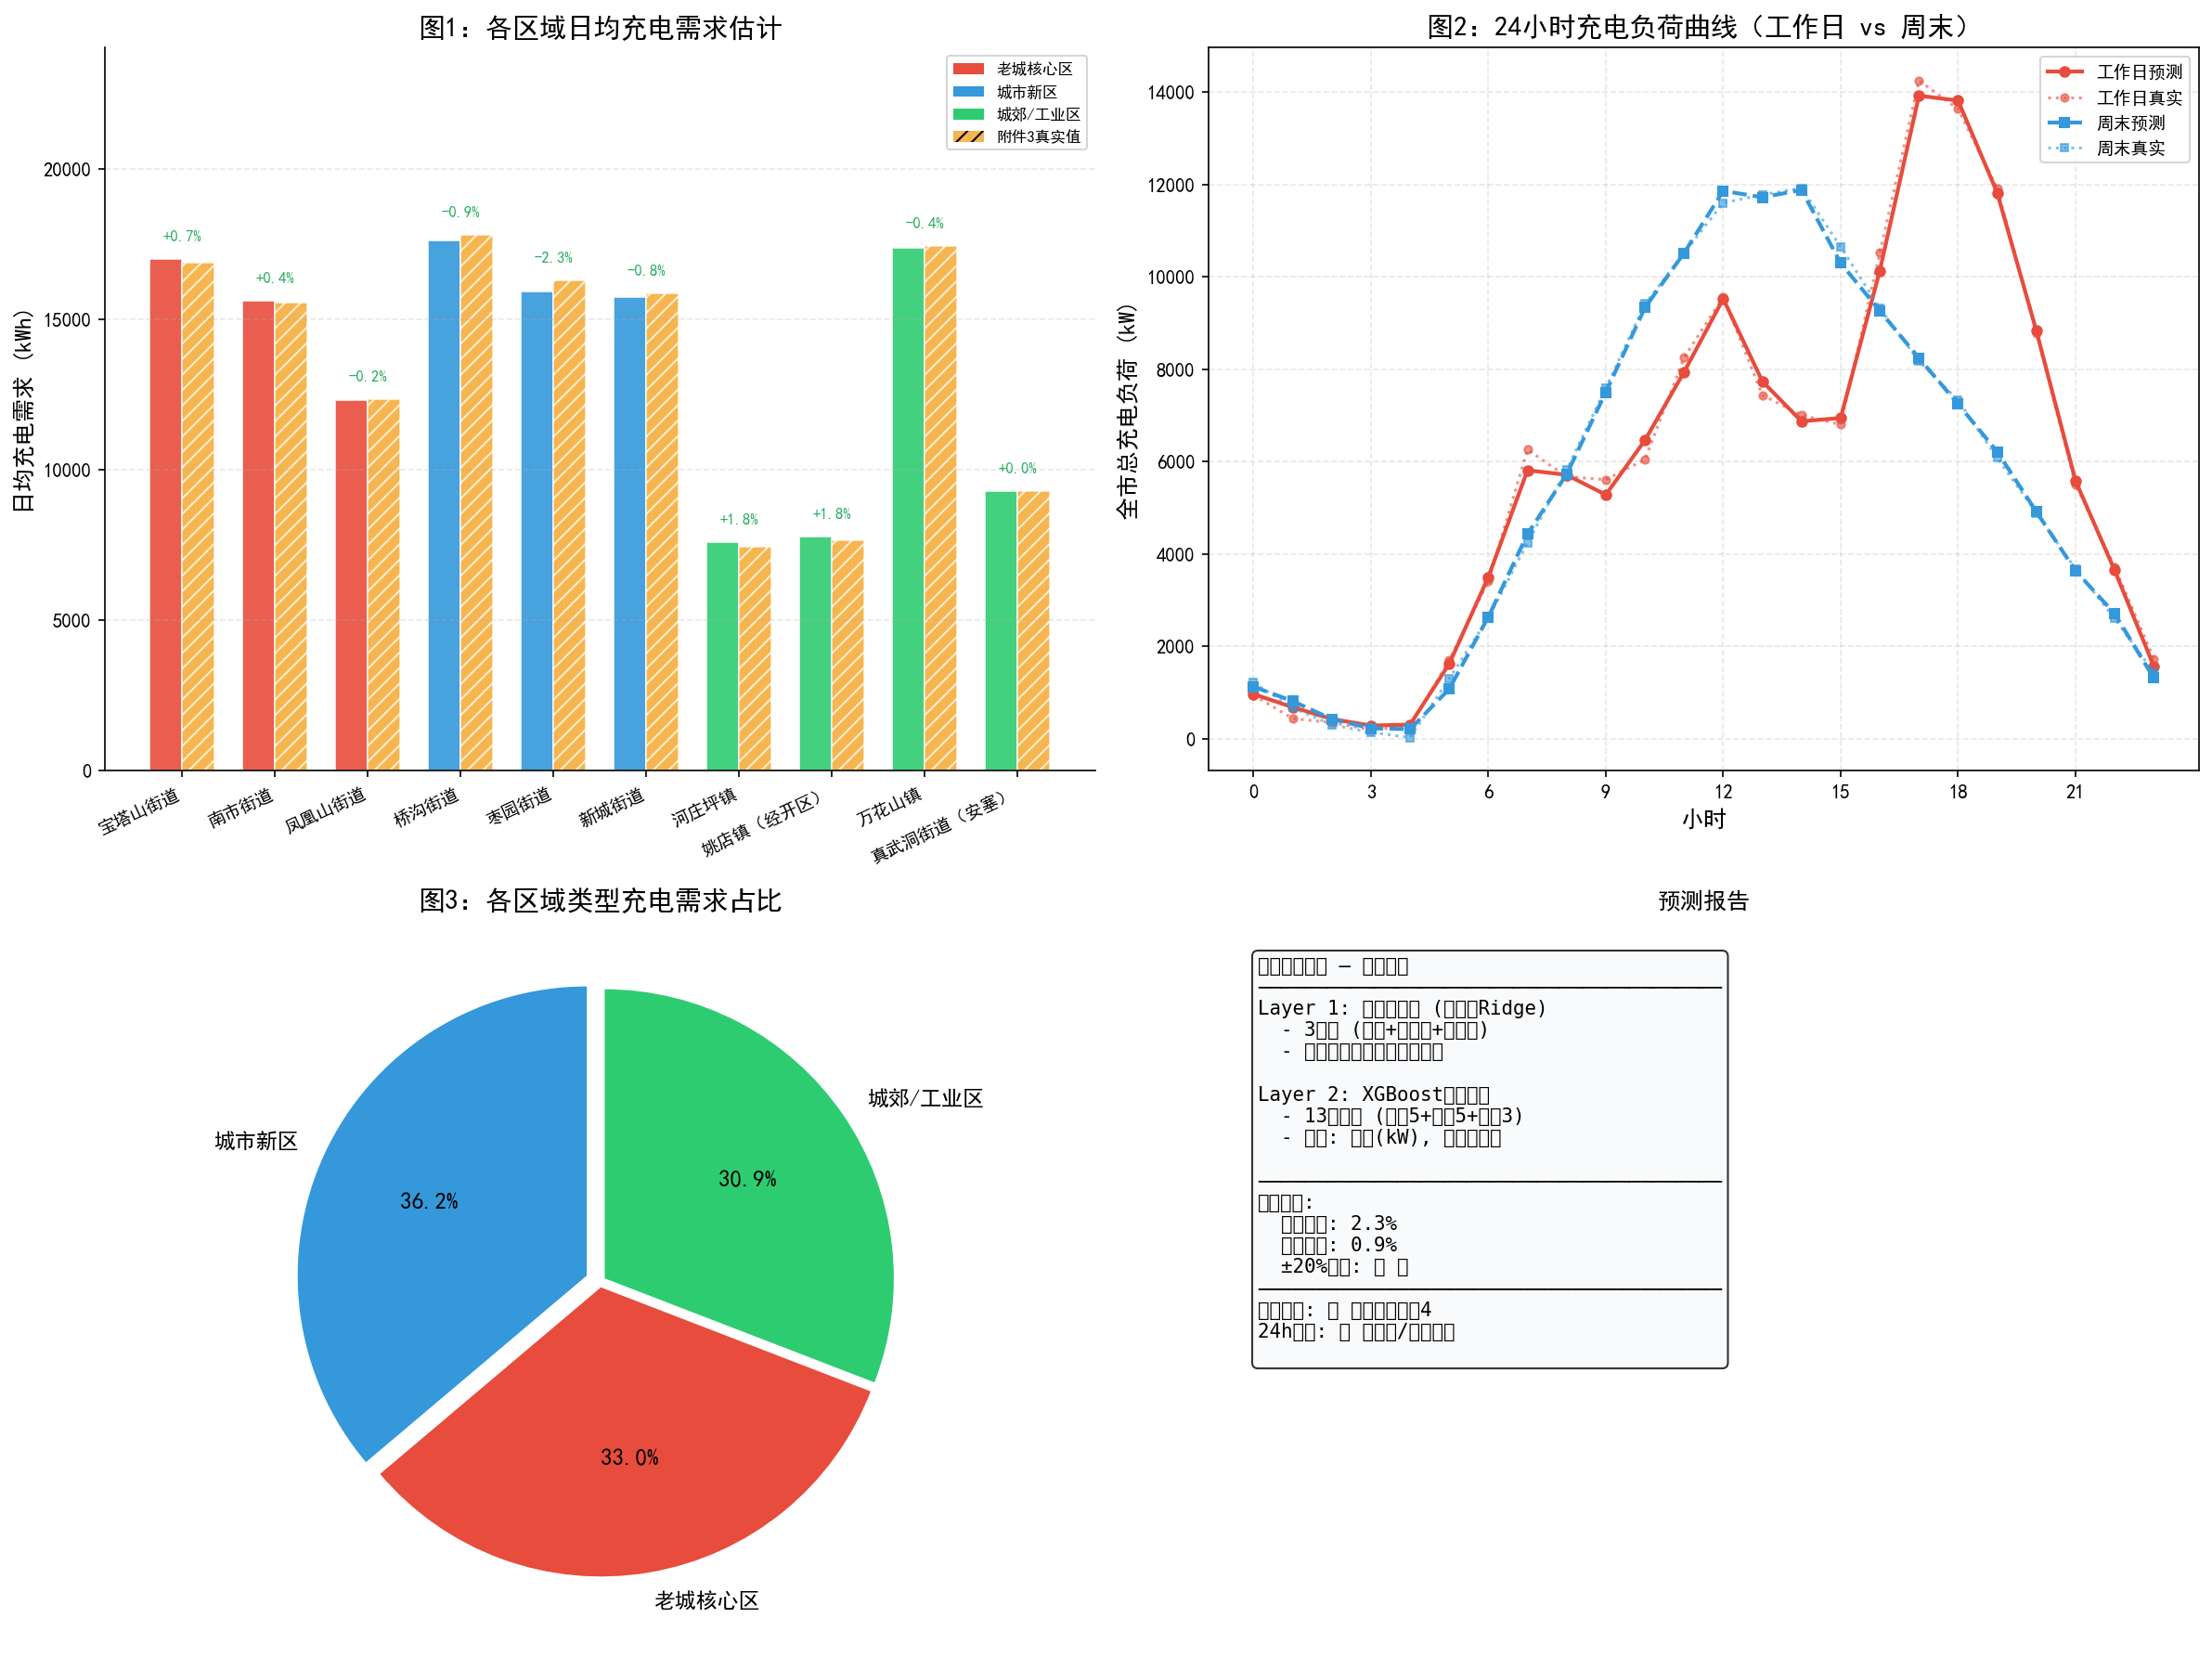 图1：各区域日均充电需求估计
老城核心区
城市新区
城郊/工业区
附件3真实值
日均充电需求 (kWh)
20000
15000
10000
5000
0
+0.7%
+0.4%
-0.2%
-0.9%
-2.3%
-0.8%
+1.8%
+1.8%
-0.4%
+0.0%
宝塔山街道
南市街道
凤凰山街道
桥沟街道
枣园街道
新城街道
河庄坪镇
姚店镇（经开区）
万花山镇
真武洞街道（安塞）
图2：24小时充电负荷曲线（工作日 vs 周末）
工作日预测
工作日真实
周末预测
周末真实
全市总充电负荷 (kW)
14000
12000
10000
8000
6000
4000
2000
0
0 3 6 9 12 15 18 21
小时
图3：各区域类型充电需求占比
城市新区
36.2%
城郊/工业区
30.9%
老城核心区
33.0%
预测报告
—
Layer 1: (Ridge)
- 3 ( + + )
-
Layer 2: XGBoost
- 13 ( 5+ 5+ 3)
- : (kW),
:
: 2.3%
: 0.9%
±20% :
: 4
24h : /